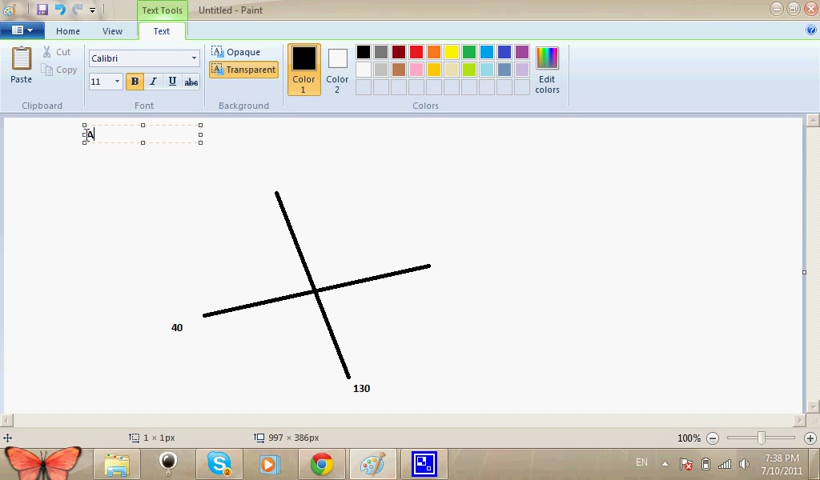 Text Tools
Untitled - Paint
Home
View
Text
Paste
Cut
Copy
Clipboard
Calibri
11
B I U abc
Font
Opaque
Transparent
Background
Color 1
Color 2
Edit colors
Colors
A
40
130
1 × 1px
997 × 386px
100%
EN
7:38 PM
7/10/2011